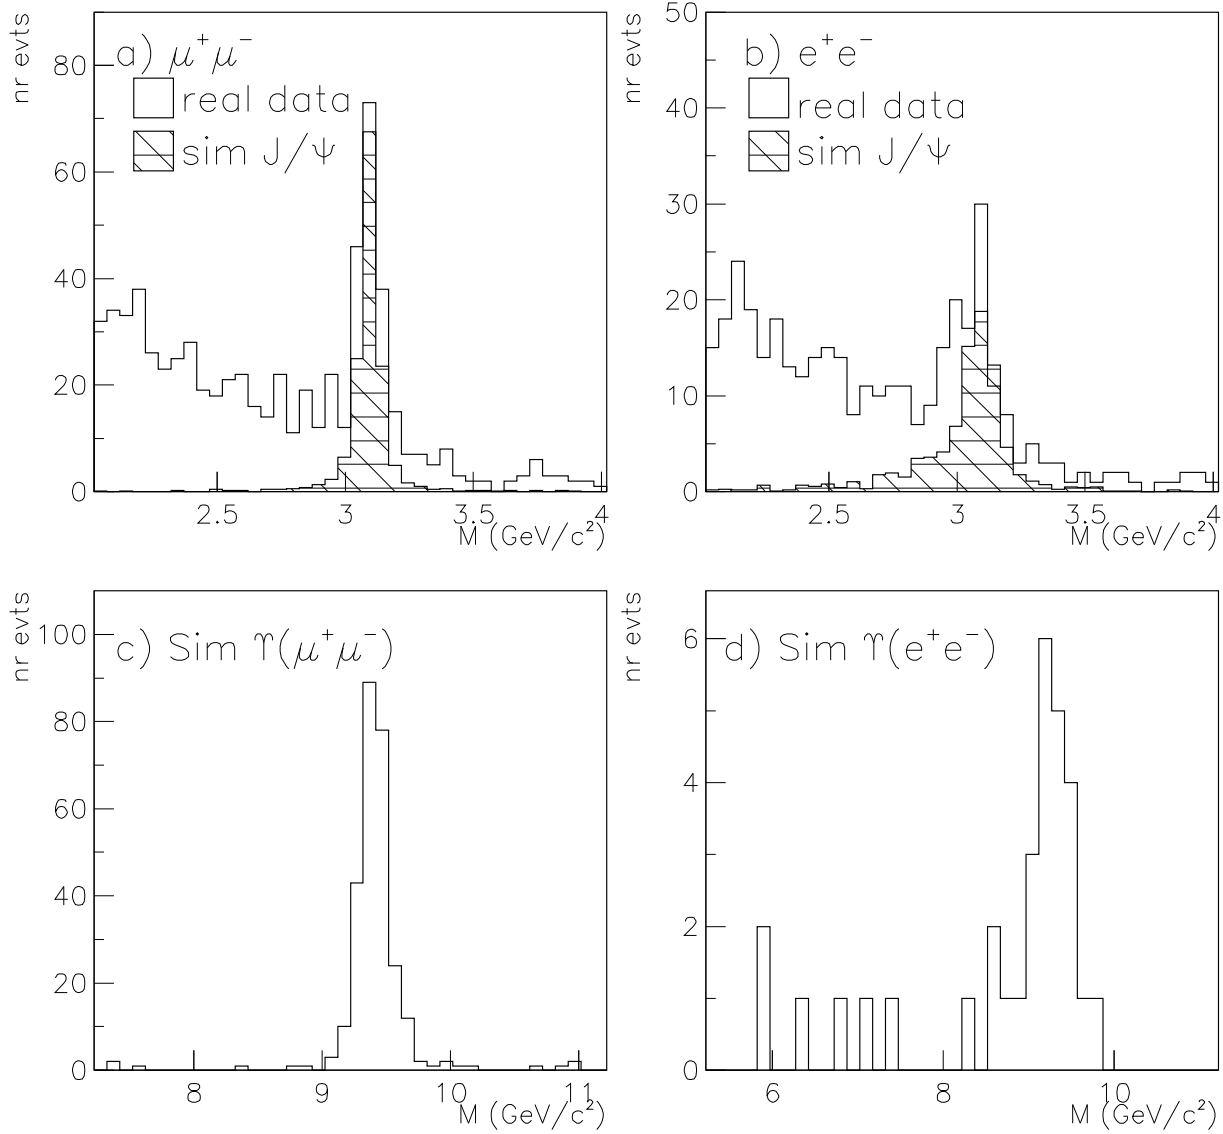 nr evts
80
60
40
20
0
a) μ⁺μ⁻
real data
sim J/Ψ
2.5
3
3.5
4
M (GeV/c²)
nr evts
50
40
30
20
10
0
b) e⁺e⁻
real data
sim J/Ψ
2.5
3
3.5
4
M (GeV/c²)
nr evts
100
80
60
40
20
0
c) Sim ϒ(μ⁺μ⁻)
8
9
10
11
M (GeV/c²)
nr evts
6
4
2
0
d) Sim ϒ(e⁺e⁻)
6
8
10
M (GeV/c²)